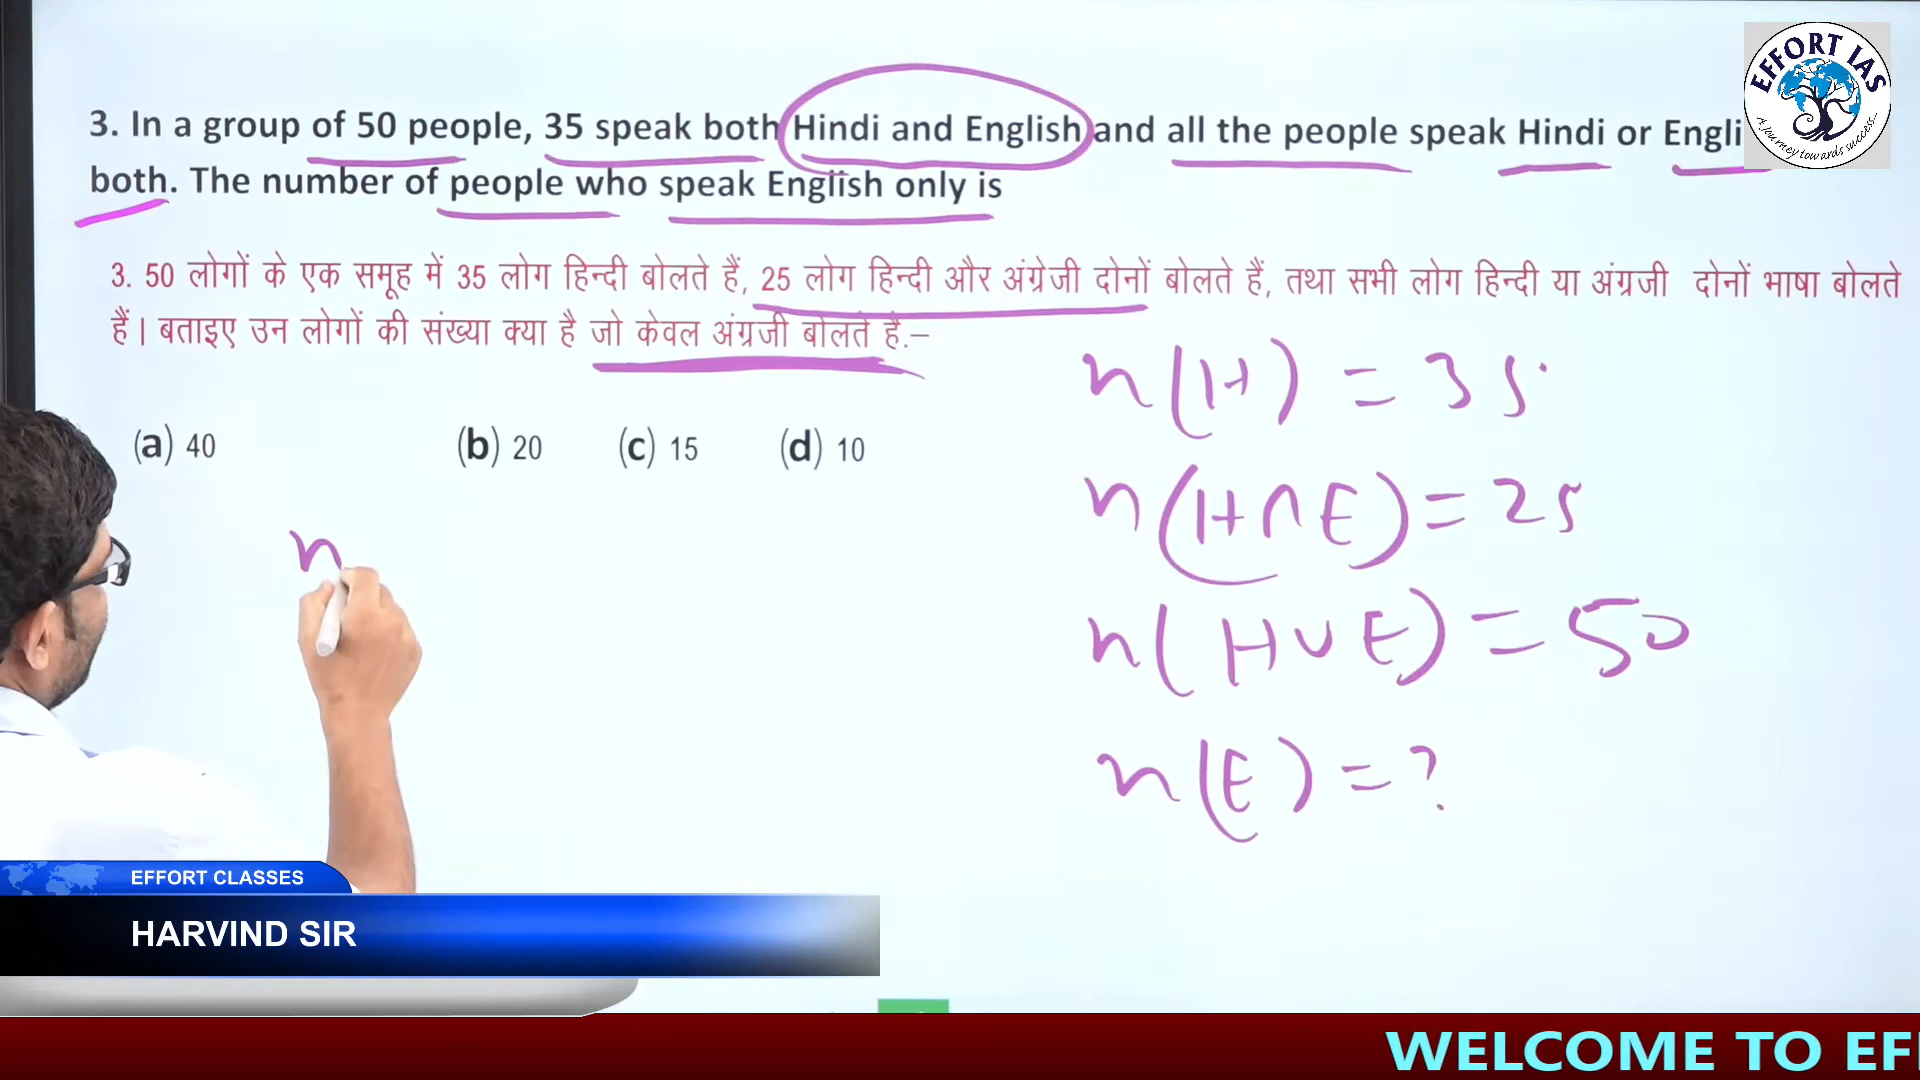 3. In a group of 50 people, 35 speak both Hindi and English and all the people speak Hindi or Engli
both. The number of people who speak English only is
3. 50 लोगों के एक समूह में 35 लोग हिन्दी बोलते हैं, 25 लोग हिन्दी और अंग्रेजी दोनों बोलते हैं, तथा सभी लोग हिन्दी या अंग्रजी दोनों भाषा बोलते
हैं। बताइए उन लोगों की संख्या क्या है जो केवल अंग्रजी बोलते है.–
(a) 40 (b) 20 (c) 15 (d) 10
n(H) = 35
n(H∩E) = 25
n(H∪E) = 50
n(E) = ?
n
EFFORT IAS
A journey towards success...
EFFORT CLASSES
HARVIND SIR
WELCOME TO EF